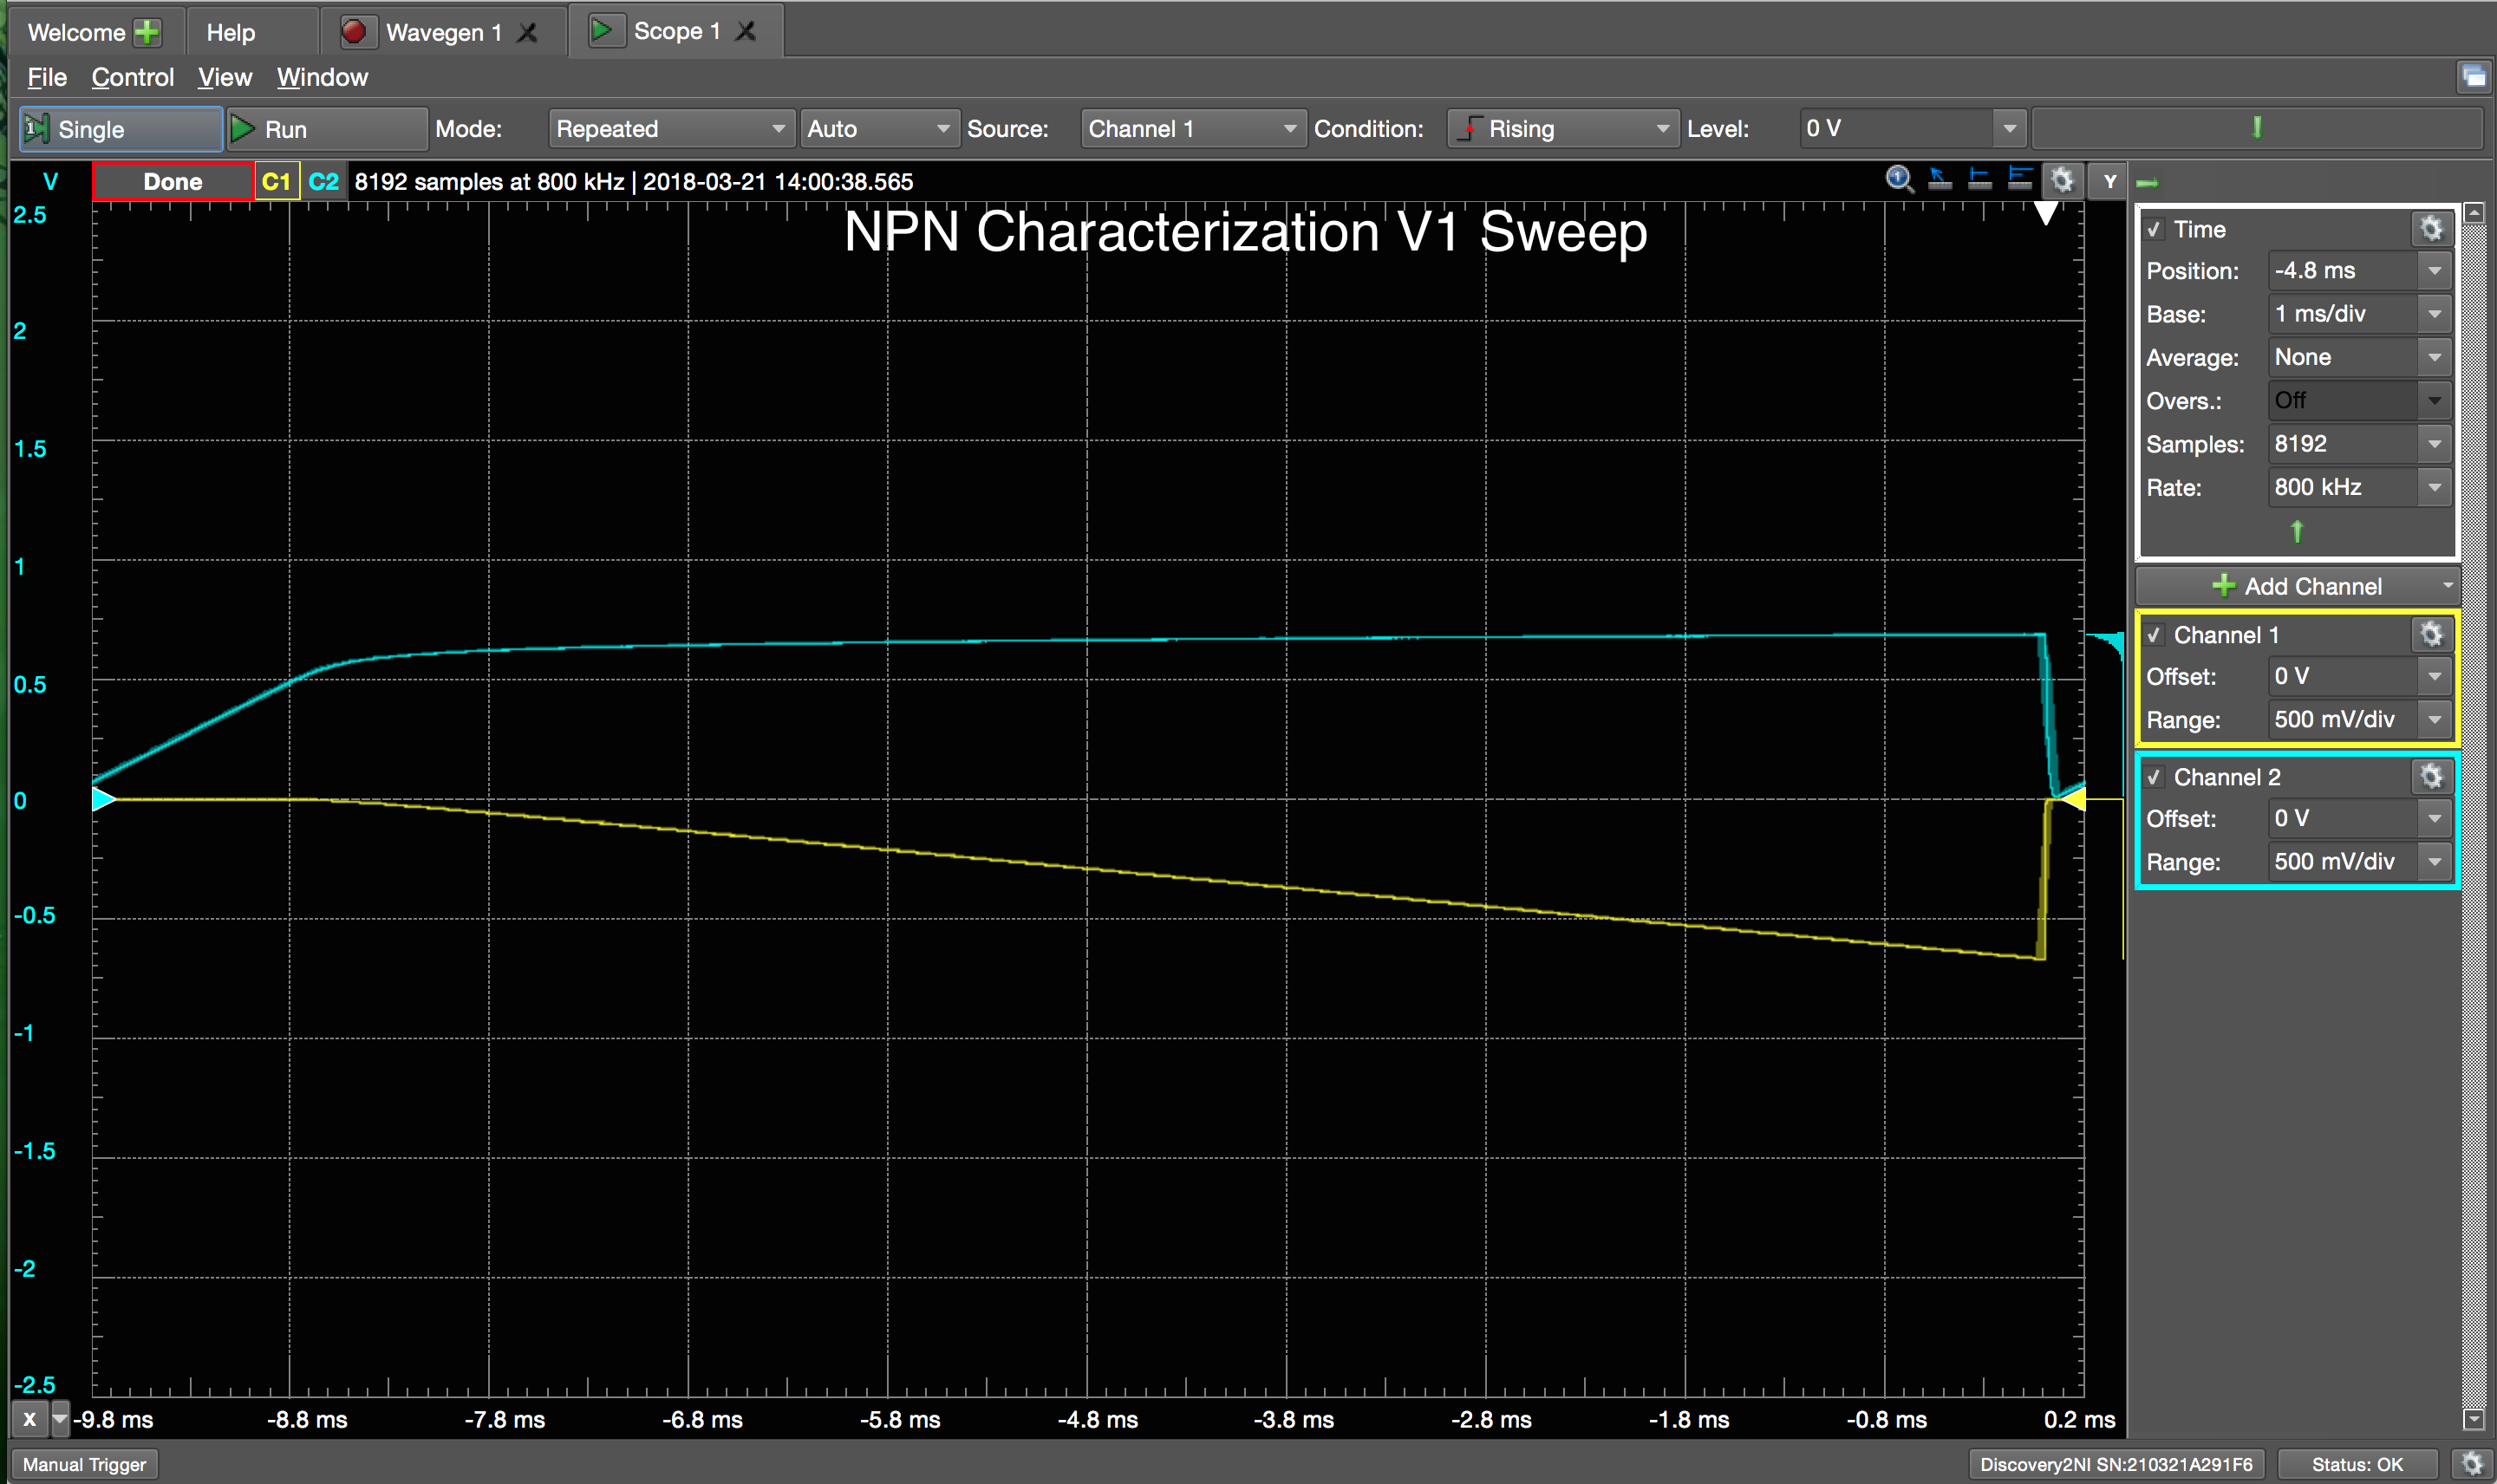 Welcome Help Wavegen 1 Scope 1
File Control View Window
1 Single Run Mode: Repeated Auto Source: Channel 1 Condition: Rising Level: 0 V
V Done C1 C2 8192 samples at 800 kHz | 2018-03-21 14:00:38.565 1 Y
NPN Characterization V1 Sweep
2.5
2
1.5
1
0.5
0
-0.5
-1
-1.5
-2
-2.5
X -9.8 ms -8.8 ms -7.8 ms -6.8 ms -5.8 ms -4.8 ms -3.8 ms -2.8 ms -1.8 ms -0.8 ms 0.2 ms
Time
Position: -4.8 ms
Base: 1 ms/div
Average: None
Overs.: Off
Samples: 8192
Rate: 800 kHz
Add Channel
Channel 1
Offset: 0 V
Range: 500 mV/div
Channel 2
Offset: 0 V
Range: 500 mV/div
Manual Trigger Discovery2NI SN:210321A291F6 Status: OK